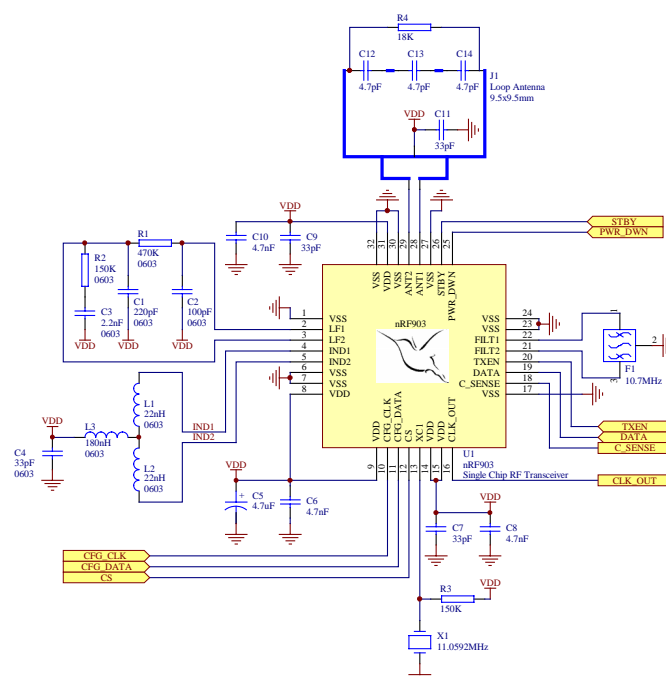 R4
18K
C12
C13
C14
4.7pF
4.7pF
4.7pF
J1
Loop Antenna
9.5x9.5mm
VDD
C11
33pF
VDD
C10
4.7nF
C9
33pF
STBY
PWR_DWN
32
31
30
29
28
27
26
25
VSS
VDD
VSS
ANT2
ANT1
VSS
STBY
PWR_DWN
R1
470K
0603
R2
150K
0603
C3
2.2nF
0603
C1
220pF
0603
C2
100pF
0603
VDD
VDD
VDD
nRF903
1
2
3
4
5
6
7
8
VSS
LF1
LF2
IND1
IND2
VSS
VSS
VDD
VSS
VSS
FILT1
FILT2
TXEN
DATA
C_SENSE
VSS
24
23
22
21
20
19
18
17
1
2
3
F1
10.7MHz
L1
22nH
0603
IND1
IND2
VDD
L3
180nH
0603
L2
22nH
0603
C4
33pF
0603
TXEN
DATA
C_SENSE
CLK_OUT
VDD
CFG_CLK
CFG_DATA
CS
XC1
VDD
VDD
CLK_OUT
9
10
11
12
13
14
15
16
U1
nRF903
Single Chip RF Transceiver
VDD
+
C5
4.7uF
C6
4.7nF
C7
33pF
C8
4.7nF
CFG_CLK
CFG_DATA
CS
R3
150K
VDD
X1
11.0592MHz